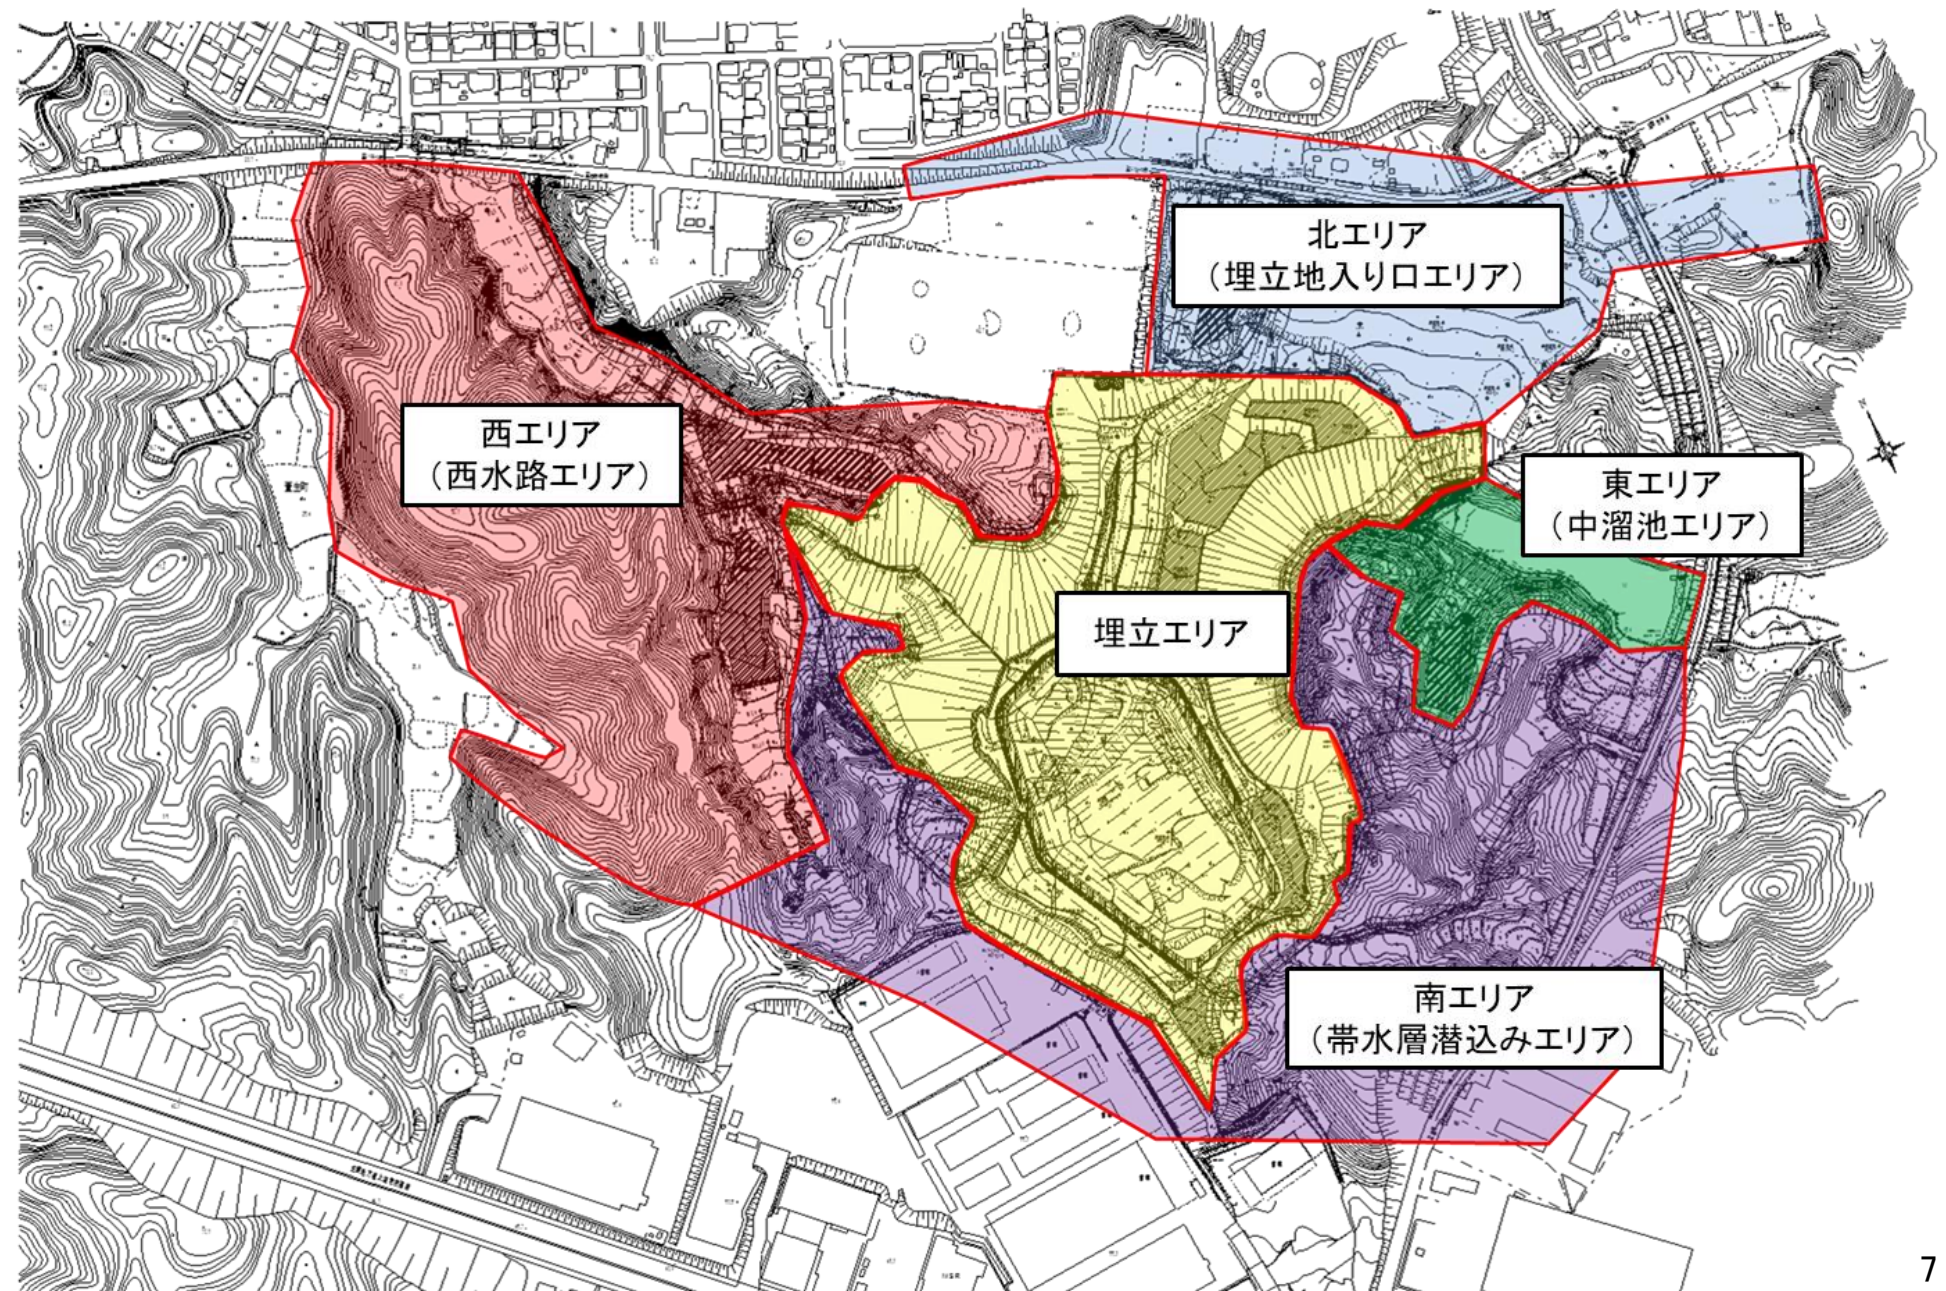 北エリア
（埋立地入り口エリア）
西エリア
（西水路エリア）
東エリア
（中溜池エリア）
埋立エリア
南エリア
（帯水層潜込みエリア）
7